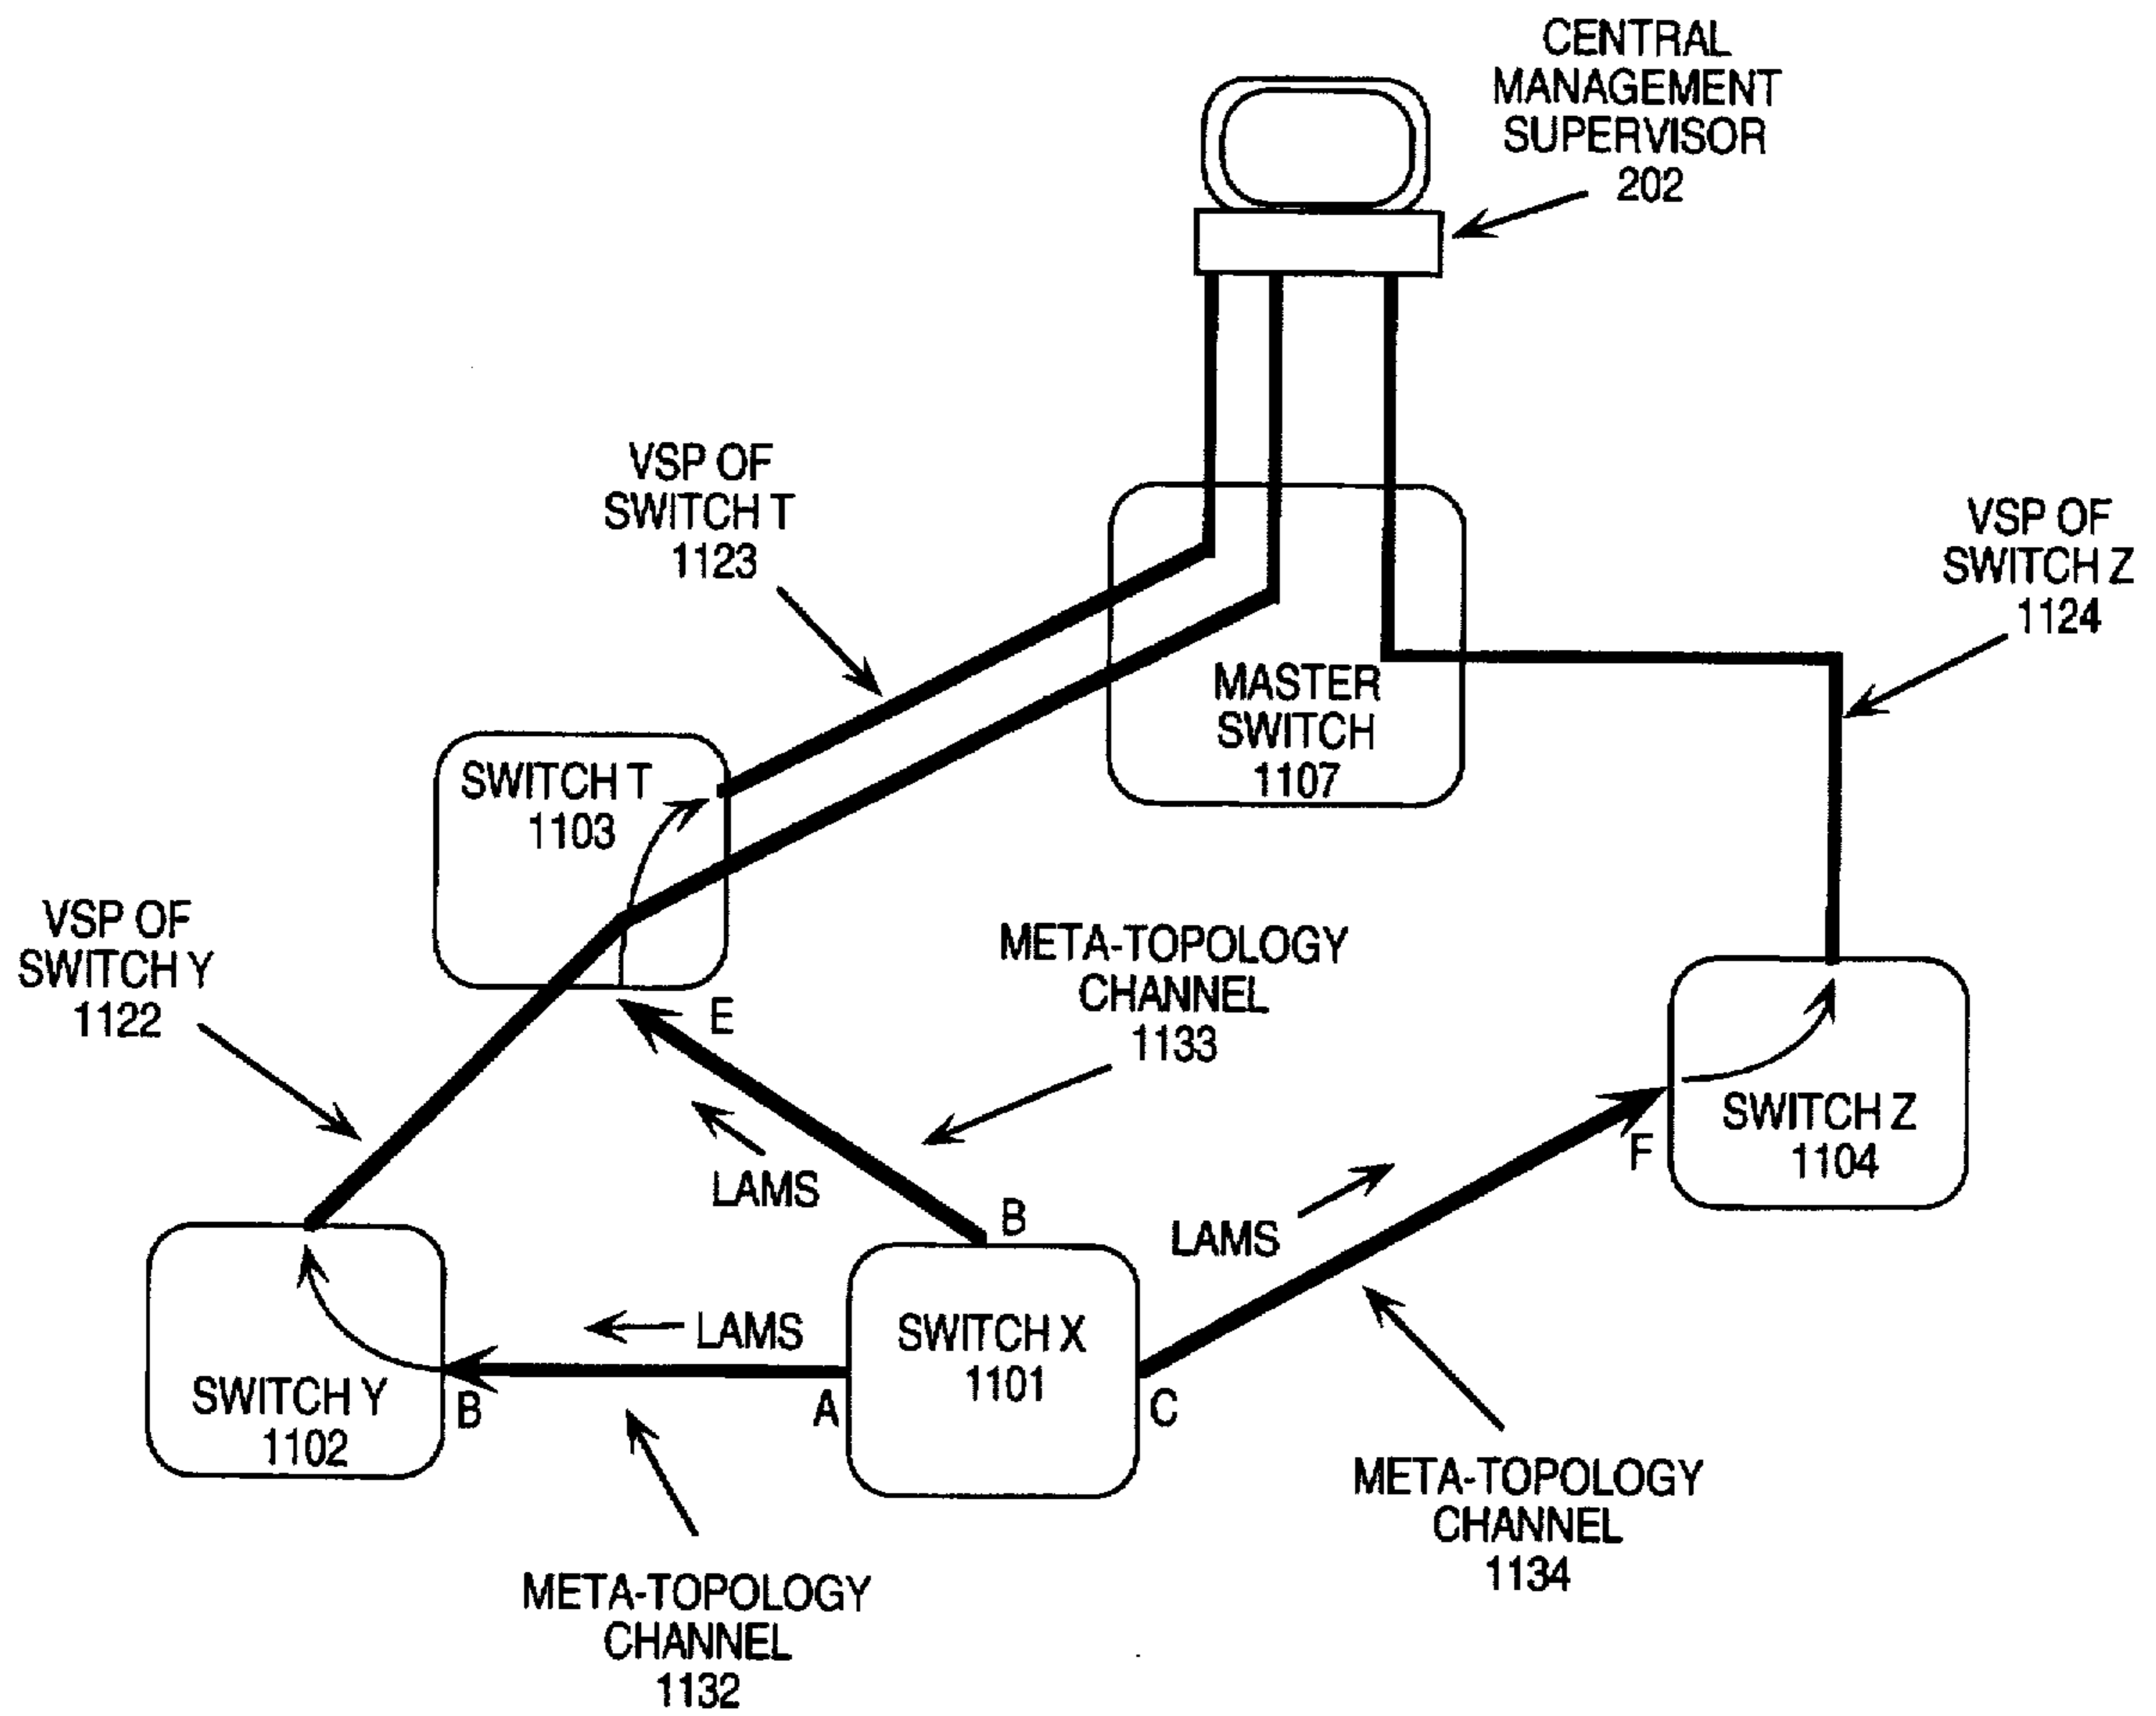 CENTRAL
MANAGEMENT
SUPERVISOR
202
VSP OF
SWITCH T
1123
VSP OF
SWITCH Z
1124
MASTER
SWITCH
1107
SWITCH T
1103
VSP OF
SWITCH Y
1122
META-TOPOLOGY
CHANNEL
1133
E
LAMS
B
LAMS
F
SWITCH Z
1104
LAMS
SWITCH X
1101
A
C
B
SWITCH Y
1102
META-TOPOLOGY
CHANNEL
1134
META-TOPOLOGY
CHANNEL
1132